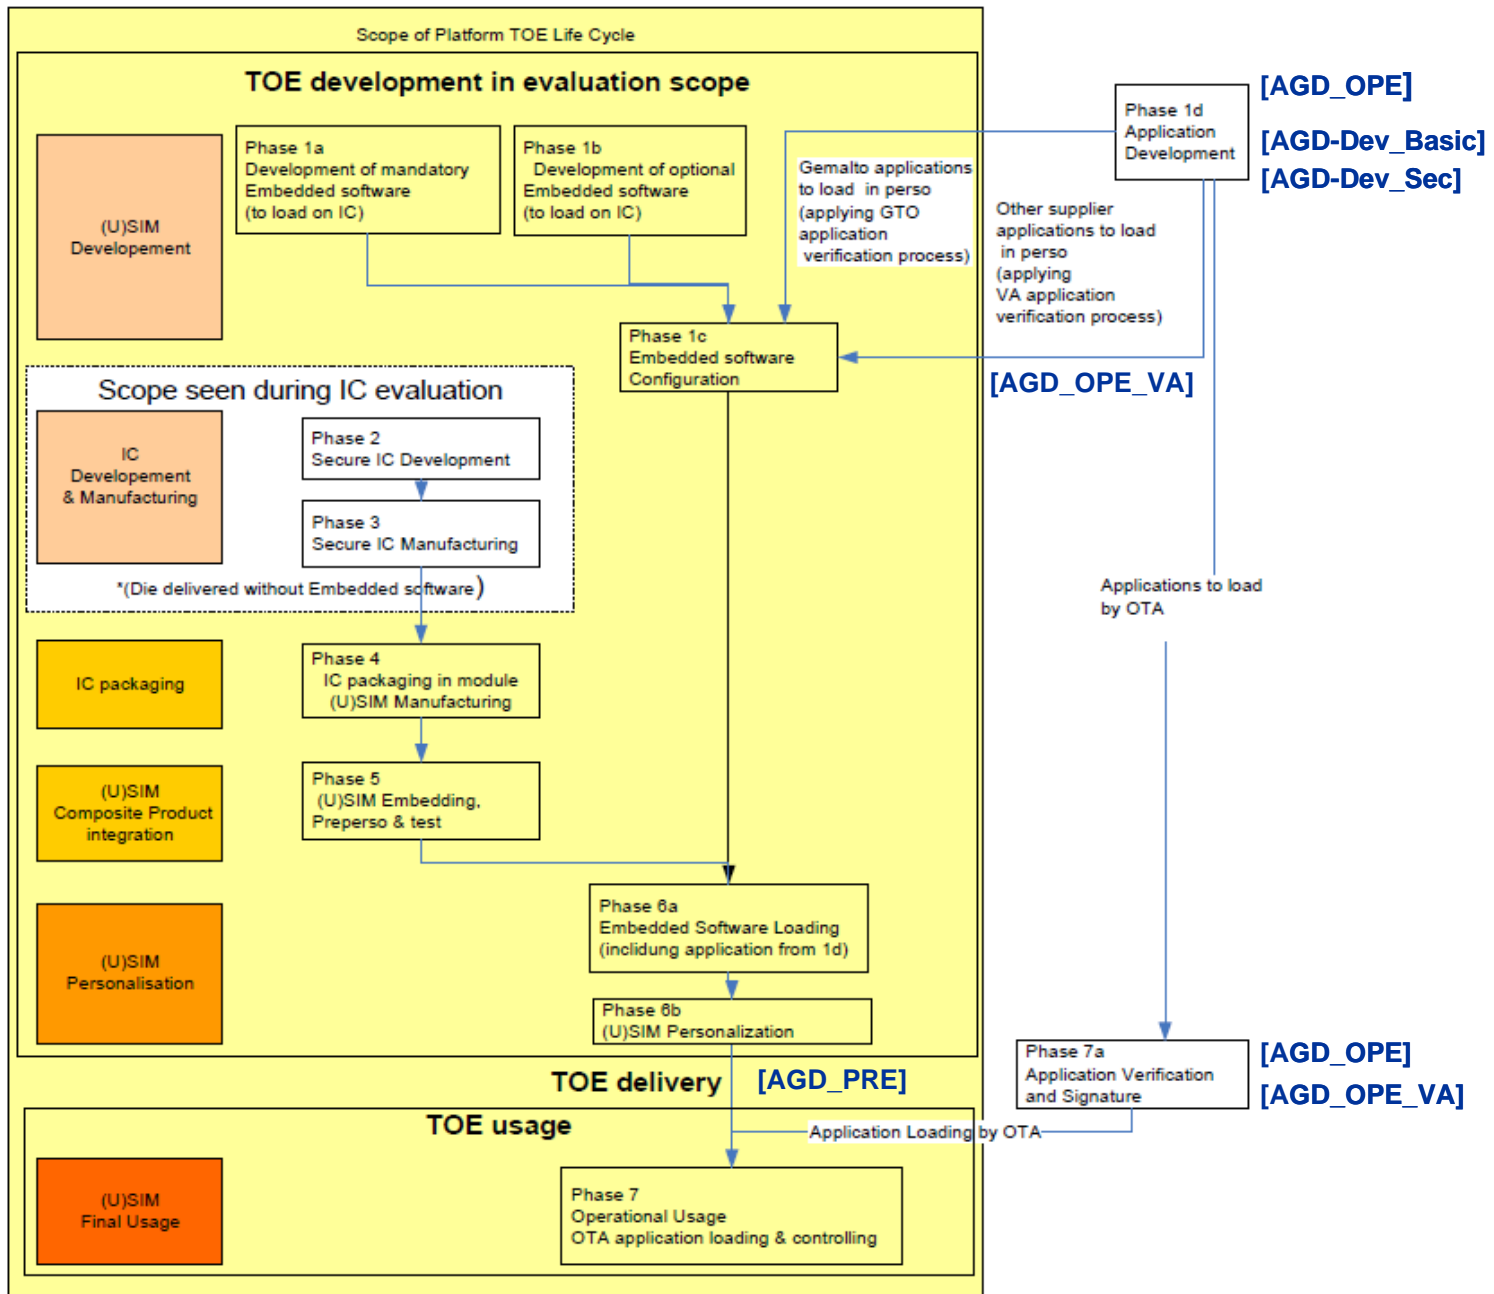 Scope of Platform TOE Life Cycle
TOE development in evaluation scope
(U)SIM
Developement
Phase 1a
Development of mandatory
Embedded software
(to load on IC)
Phase 1b
Development of optional
Embedded software
(to load on IC)
Gemalto applications
to load in perso
(applying GTO
application
verification process)
Phase 1d
Application
Development
[AGD_OPE]
[AGD-Dev_Basic]
[AGD-Dev_Sec]
Other supplier
applications to load
in perso
(applying
VA application
verification process)
Phase 1c
Embedded software
Configuration
[AGD_OPE_VA]
Scope seen during IC evaluation
IC
Developement
& Manufacturing
Phase 2
Secure IC Development
Phase 3
Secure IC Manufacturing
*(Die delivered without Embedded software)
Applications to load
by OTA
IC packaging
Phase 4
IC packaging in module
(U)SIM Manufacturing
(U)SIM
Composite Product
integration
Phase 5
(U)SIM Embedding,
Preperso & test
(U)SIM
Personalisation
Phase 6a
Embedded Software Loading
(inclidung application from 1d)
Phase 6b
(U)SIM Personalization
TOE delivery
[AGD_PRE]
Phase 7a
Application Verification
and Signature
[AGD_OPE]
[AGD_OPE_VA]
TOE usage
Application Loading by OTA
(U)SIM
Final Usage
Phase 7
Operational Usage
OTA application loading & controlling